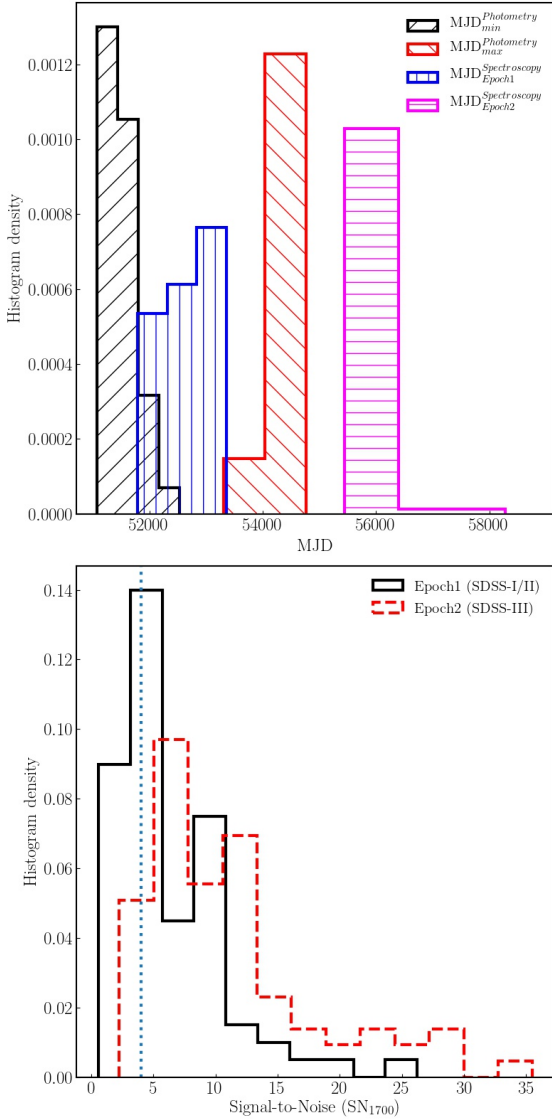 MJD_{min}^{Photometry}
MJD_{max}^{Photometry}
MJD_{Epoch1}^{Spectroscopy}
MJD_{Epoch2}^{Spectroscopy}
Histogram density
0.0012
0.0010
0.0008
0.0006
0.0004
0.0002
0.0000
52000 54000 56000 58000
MJD
Epoch1 (SDSS-I/II)
Epoch2 (SDSS-III)
Histogram density
0.14
0.12
0.10
0.08
0.06
0.04
0.02
0.00
0 5 10 15 20 25 30 35
Signal-to-Noise (SN_{1700})